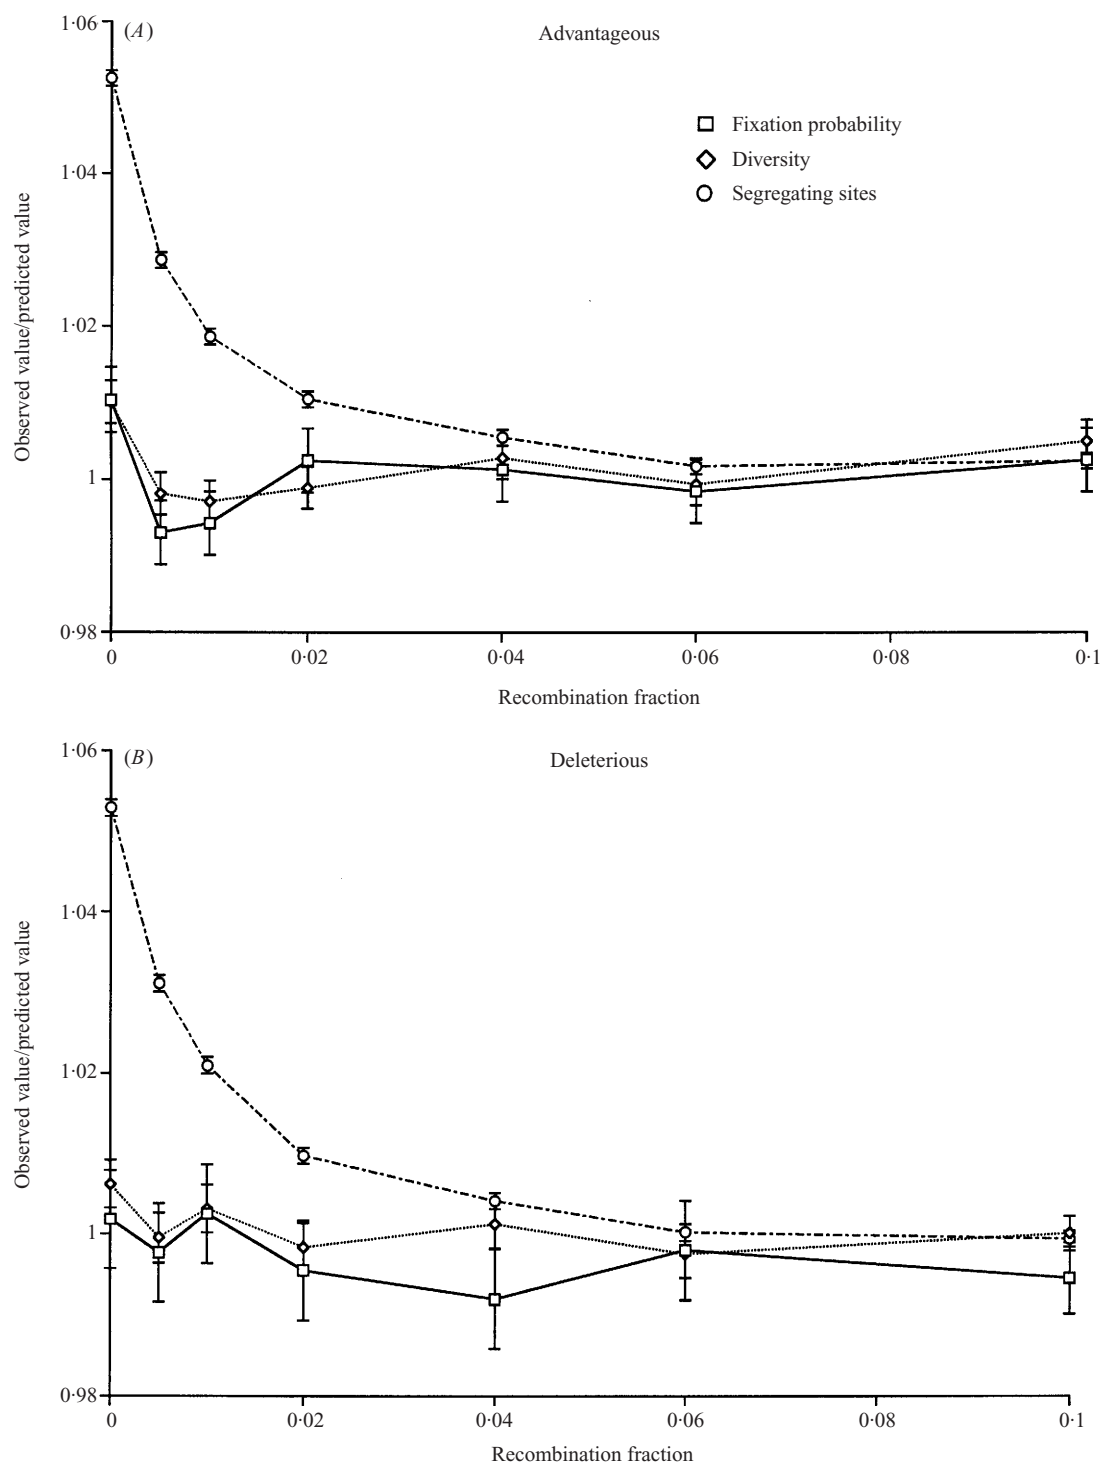 (A)
Advantageous
1·06
1·04
1·02
1
0·98
Observed value/predicted value
Fixation probability
Diversity
Segregating sites
0 0·02 0·04 0·06 0·08 0·1
Recombination fraction
(B)
Deleterious
1·06
1·04
1·02
1
0·98
Observed value/predicted value
0 0·02 0·04 0·06 0·08 0·1
Recombination fraction